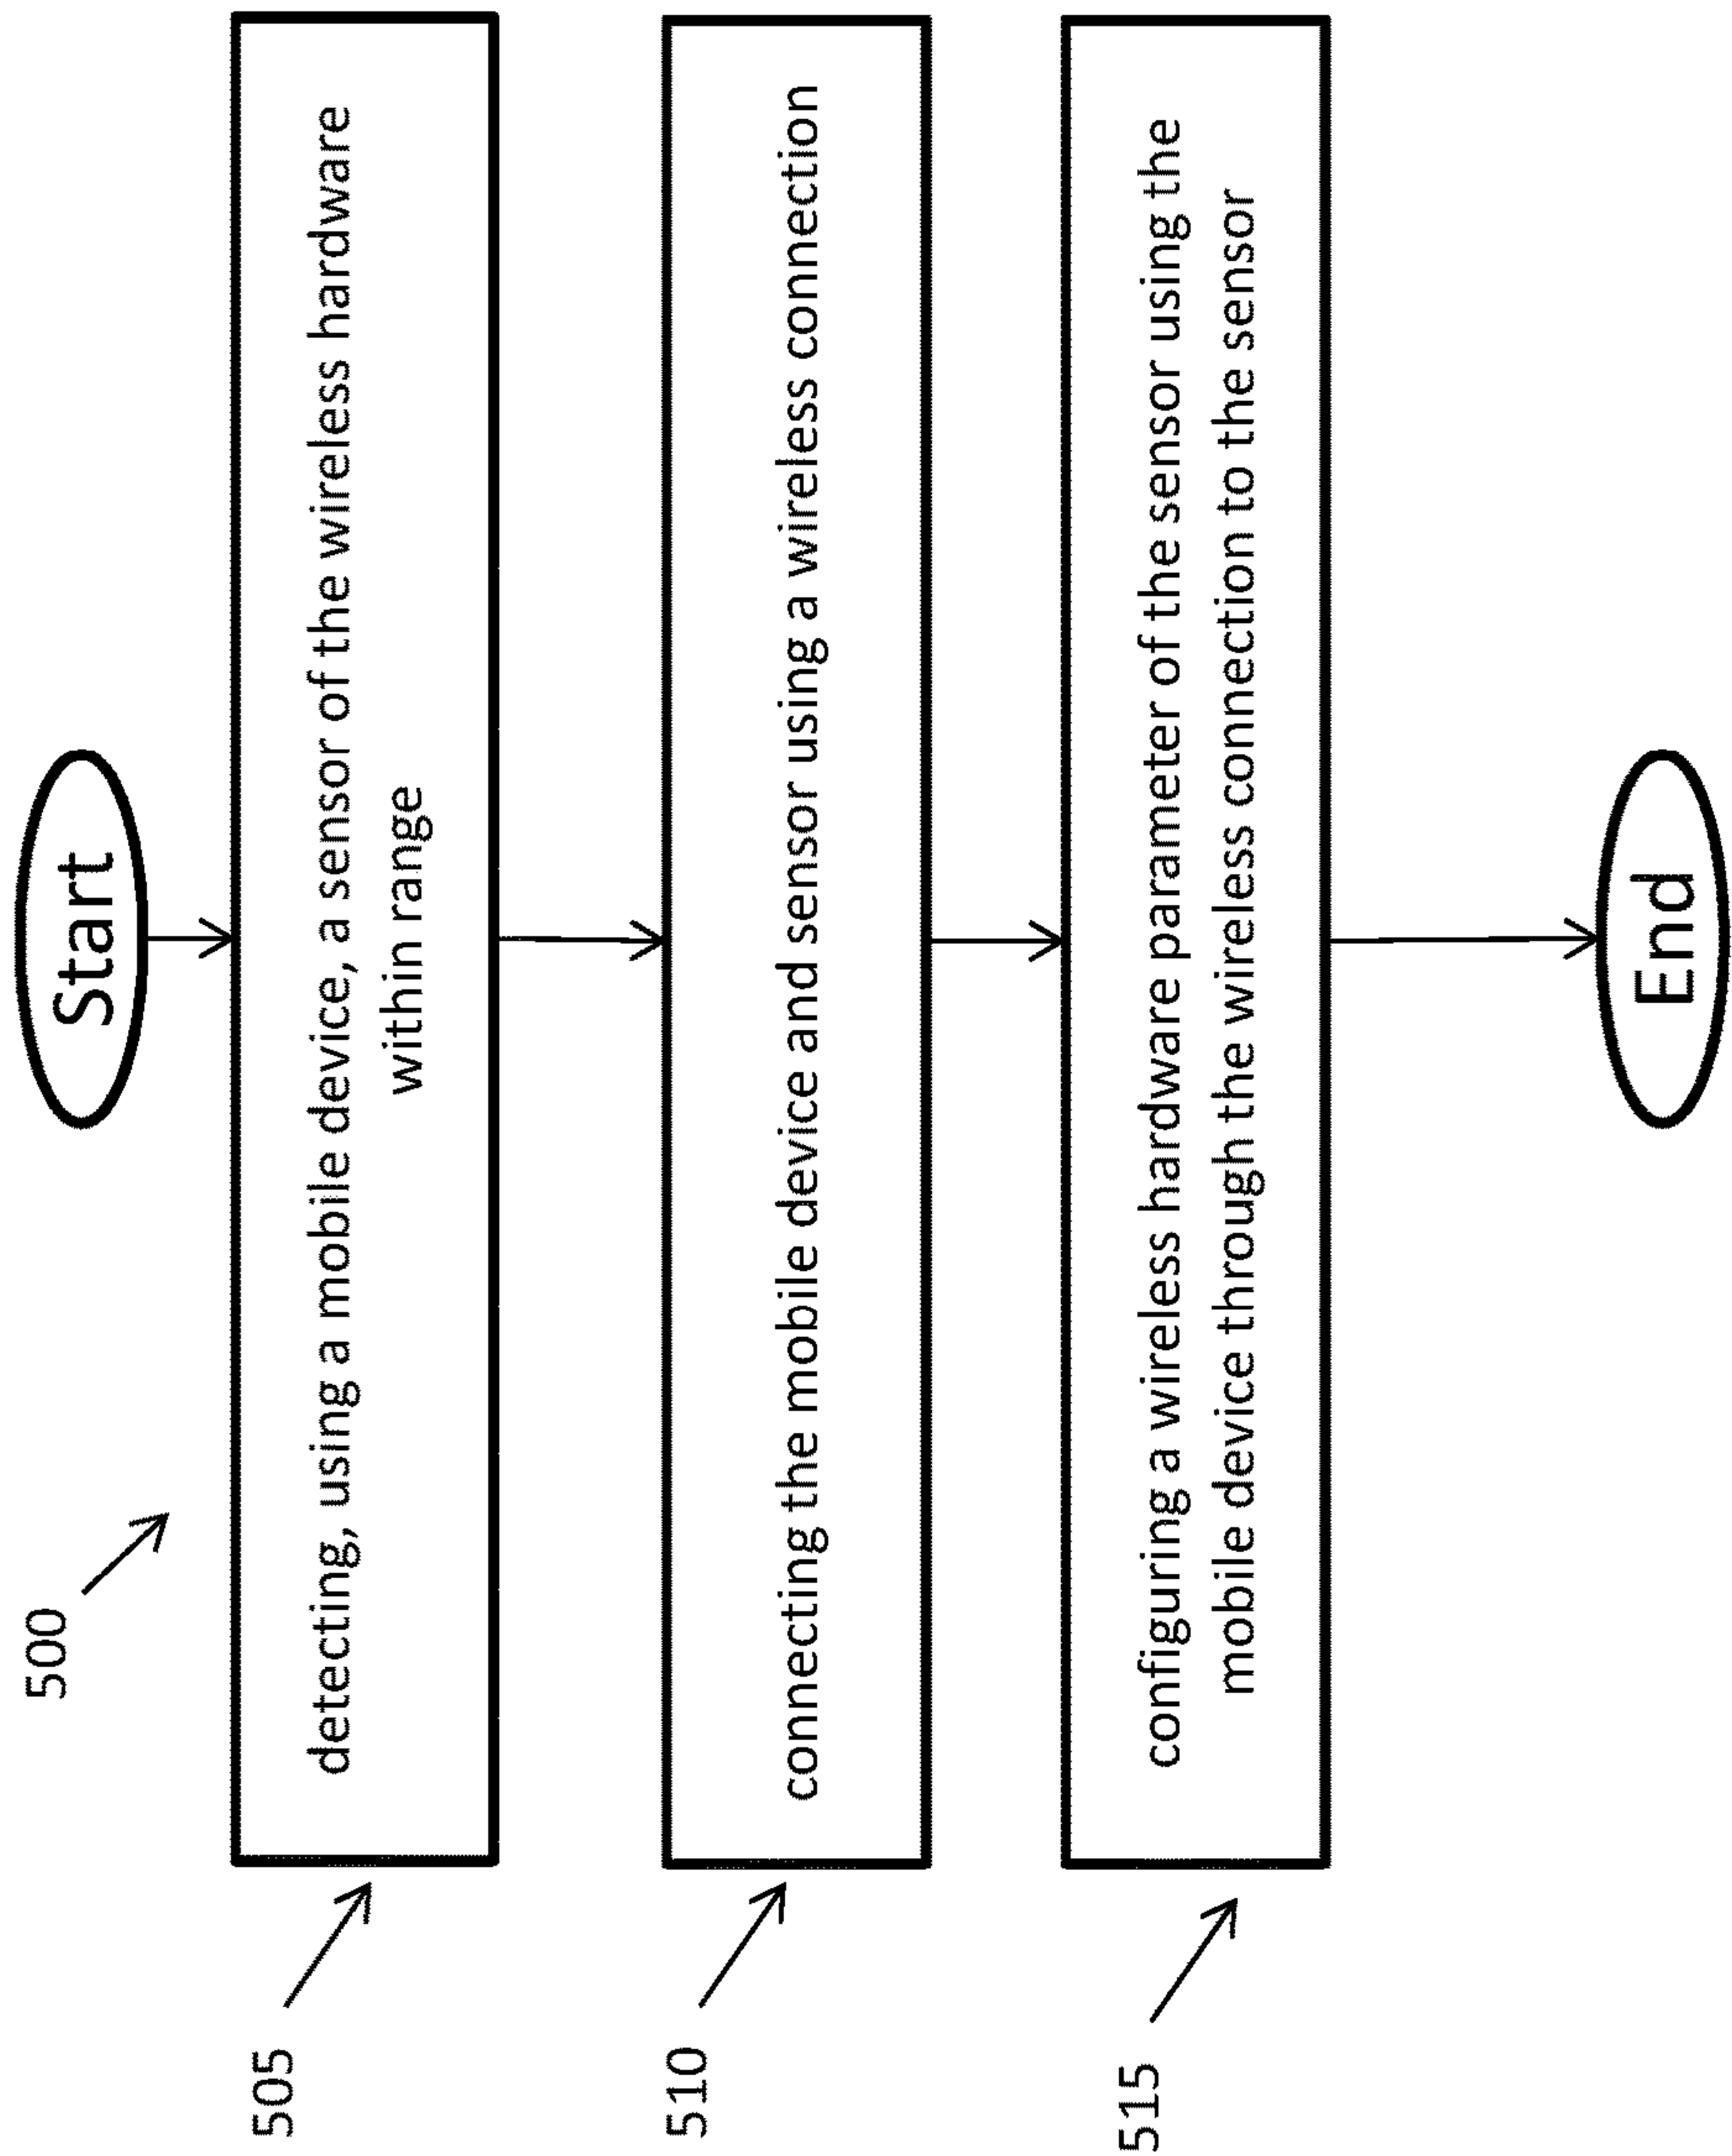 500
Start
505
detecting, using a mobile device, a sensor of the wireless hardware
within range
510
connecting the mobile device and sensor using a wireless connection
515
configuring a wireless hardware parameter of the sensor using the
mobile device through the wireless connection to the sensor
End